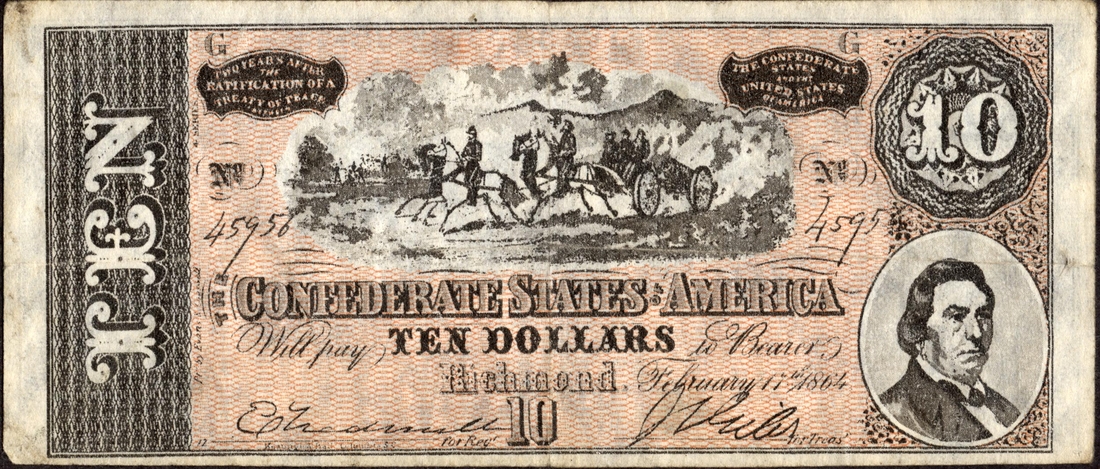 G
TWO YEARS AFTER
THE
RATIFICATION OF A
TREATY OF PEACE
G
THE CONFEDERATE
STATES
AND THE
UNITED STATES
OF AMERICA
10
TEN
No
45956
No
4595
THE
CONFEDERATE STATES OF AMERICA
Will pay TEN DOLLARS to Bearer
Richmond, February 17th 1864
10
For Regr
for Treas
12